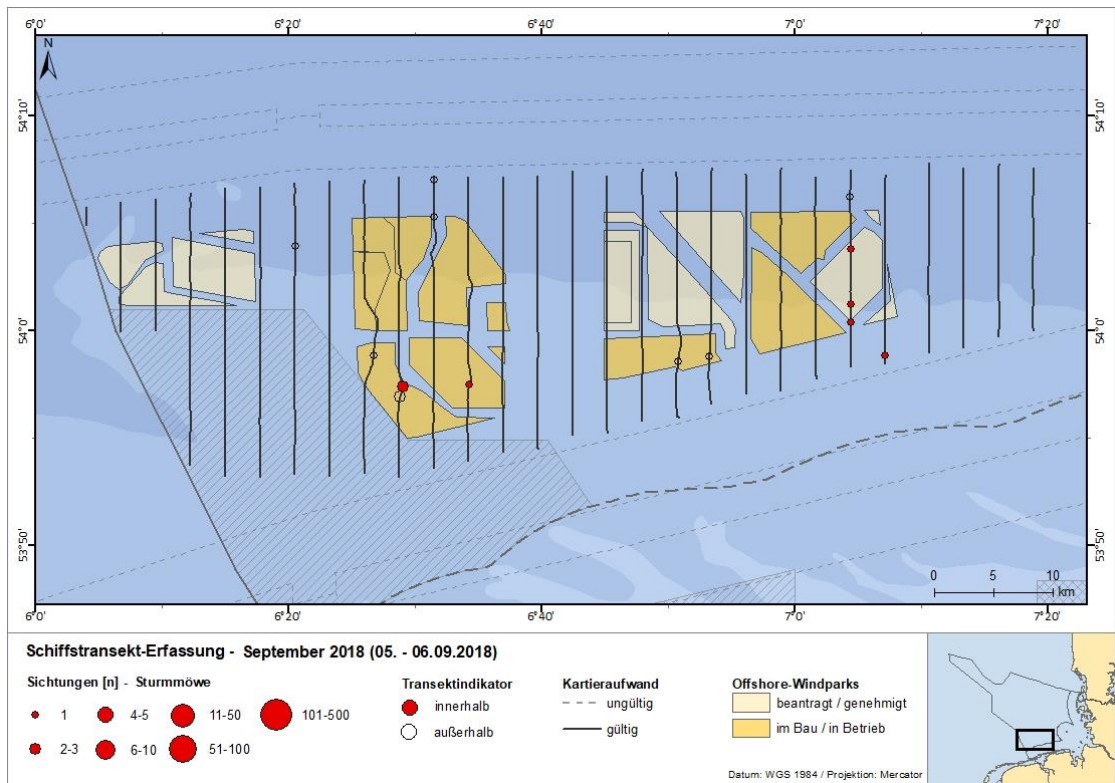 6°0' 6°20' 6°40' 7°0' 7°20'
N
54°10' 54°10'
54°0' 54°0'
53°50' 53°50'
0 5 10
km
6°0' 6°20' 6°40' 7°0' 7°20'
Schiffstransekt-Erfassung - September 2018 (05. - 06.09.2018)
Sichtungen [n] - Sturmmöwe
1 4-5 11-50 101-500
2-3 6-10 51-100
Transektindikator
innerhalb
außerhalb
Kartieraufwand
ungültig
gültig
Offshore-Windparks
beantragt / genehmigt
im Bau / in Betrieb
Datum: WGS 1984 / Projektion: Mercator